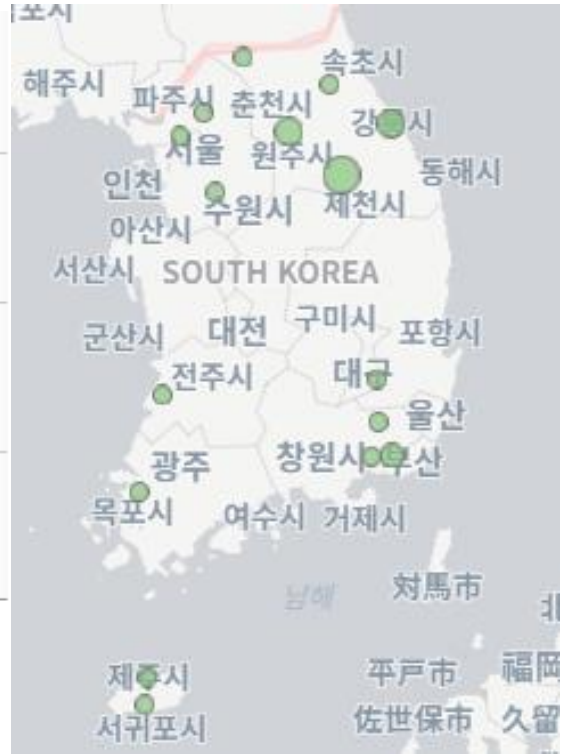 해주시
속초시
파주시
춘천시
강릉시
서울
원주시
동해시
인천
수원시
제천시
아산시
서산시
SOUTH KOREA
구미시
군산시
대전
포항시
전주시
대구
울산
광주
창원시
부산
목포시
여수시
거제시
対馬市
남해
제주시
平戸市
福岡
서귀포시
佐世保市
久留